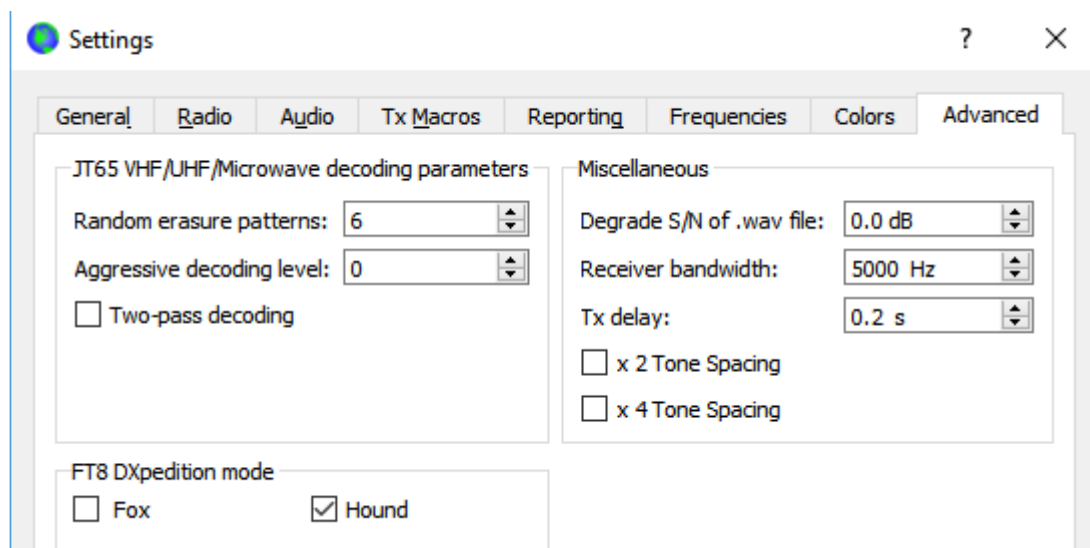 Settings ?
General Radio Audio Tx Macros Reporting Frequencies Colors Advanced
JT65 VHF/UHF/Microwave decoding parameters
Random erasure patterns: 6
Aggressive decoding level: 0
Two-pass decoding
Miscellaneous
Degrade S/N of .wav file: 0.0 dB
Receiver bandwidth: 5000 Hz
Tx delay: 0.2 s
x 2 Tone Spacing
x 4 Tone Spacing
FT8 DXpedition mode
Fox Hound